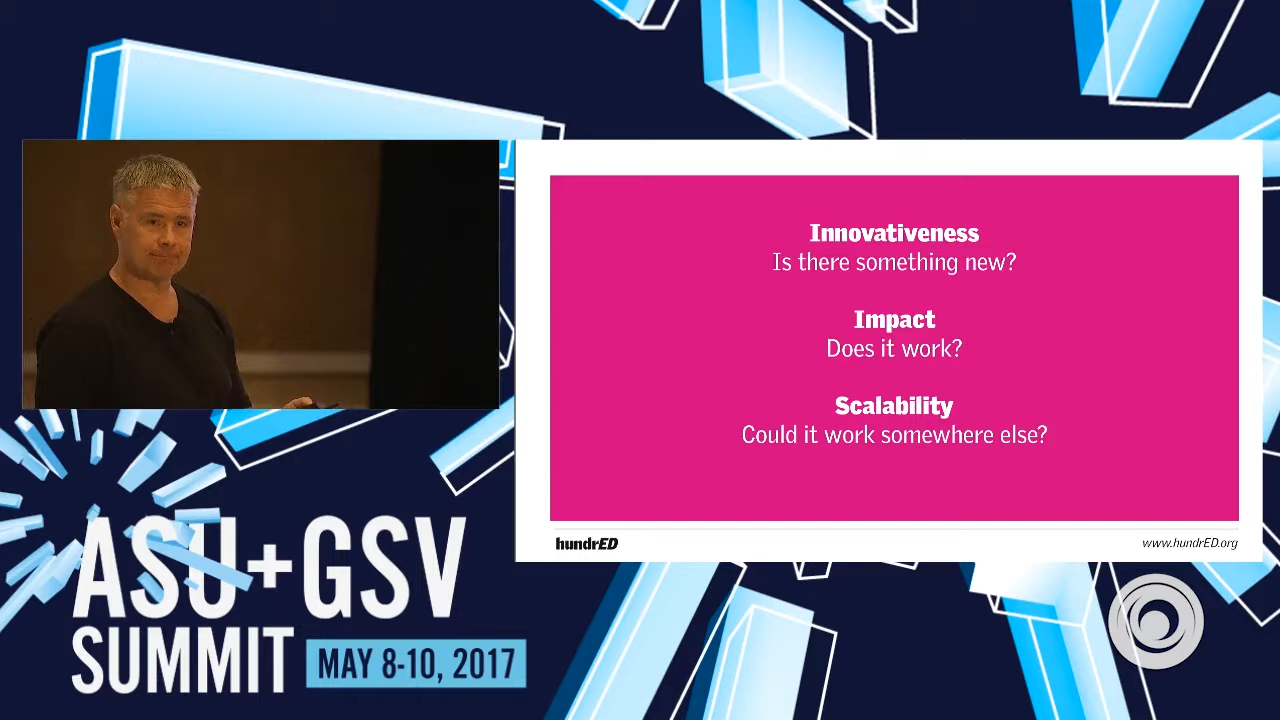 Innovativeness
Is there something new?
Impact
Does it work?
Scalability
Could it work somewhere else?
hundrED
www.hundrED.org
ASU+GSV
SUMMIT
MAY 8-10, 2017